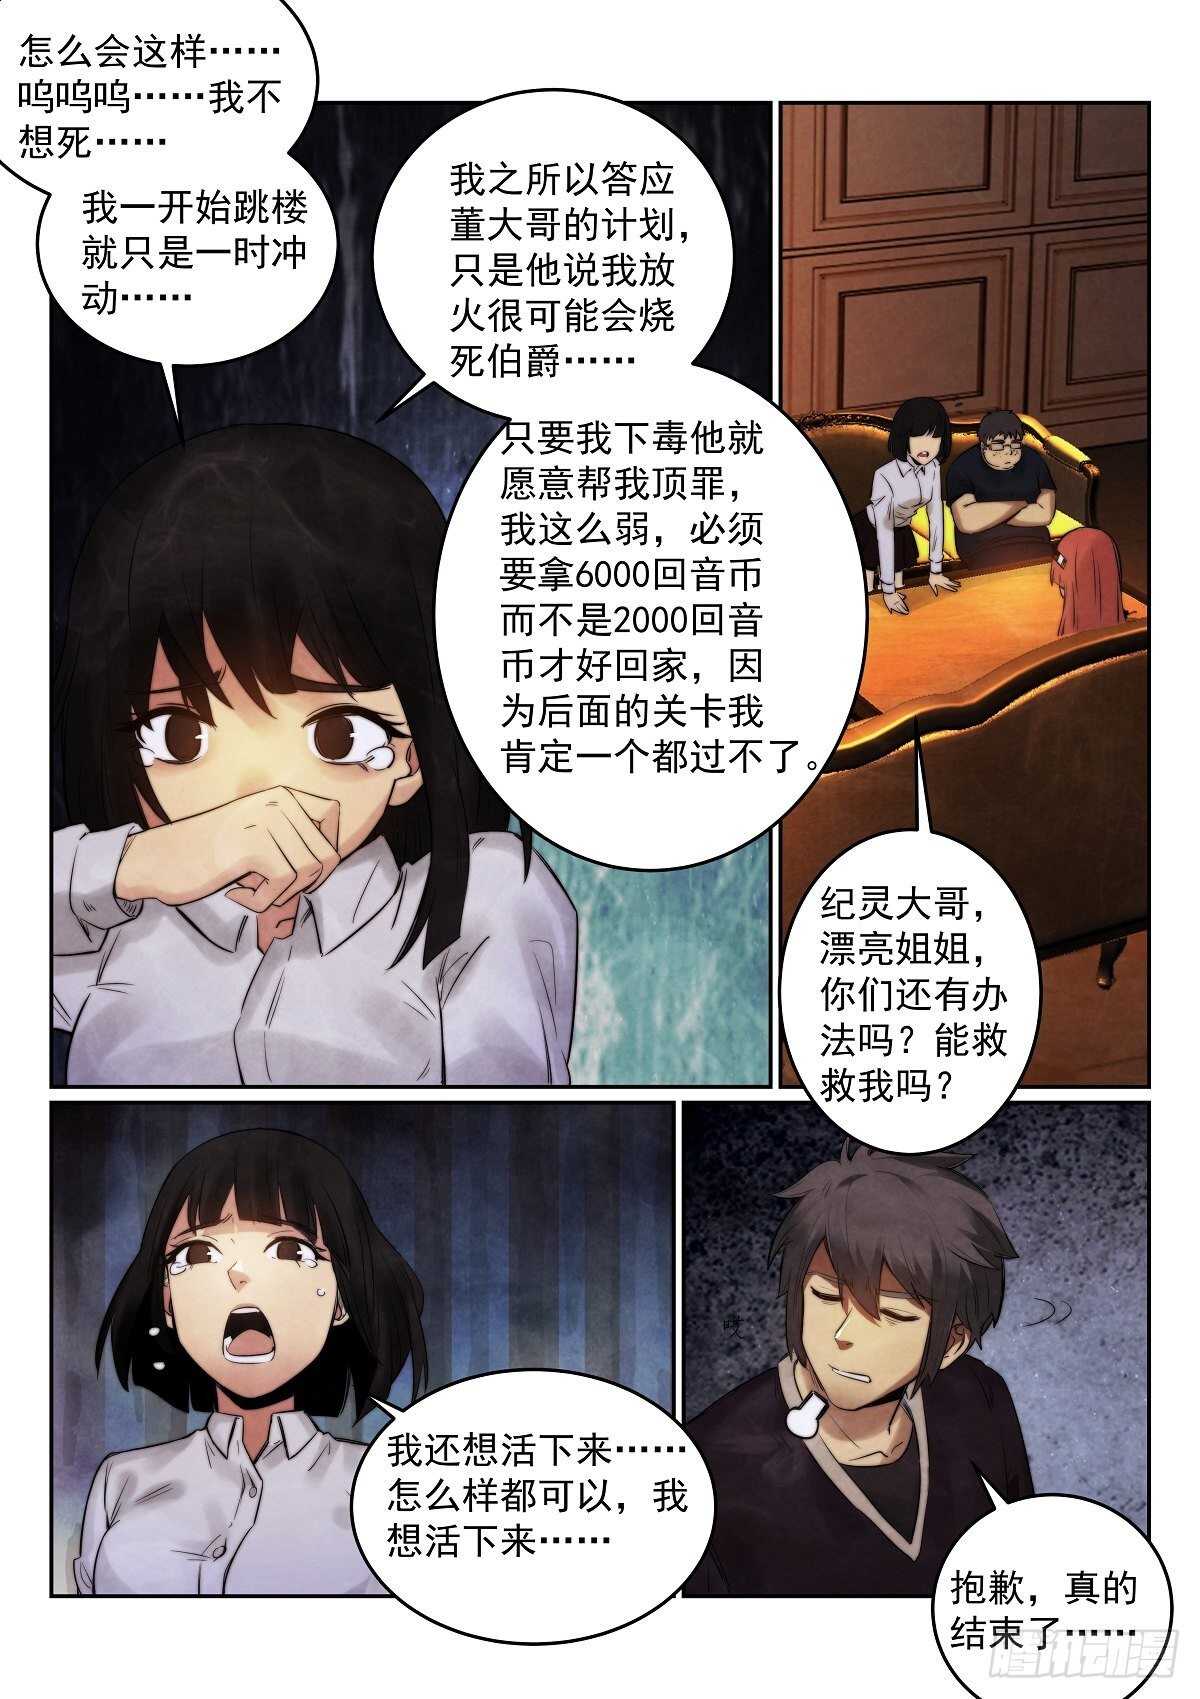 怎么会这样……
呜呜呜……我不
想死……
我一开始跳楼
就只是一时冲
动……
我之所以答应
董大哥的计划，
只是他说我放
火很可能会烧
死伯爵……
只要我下毒他就
愿意帮我顶罪，
我这么弱，必须
要拿6000回音币
而不是2000回音
币才好回家，因
为后面的关卡我
肯定一个都过不了。
纪灵大哥，
漂亮姐姐，
你们还有办
法吗？能救
救我吗？
我还想活下来……
怎么样都可以，我
想活下来……
哎
抱歉，真的
结束了……
腾讯动漫